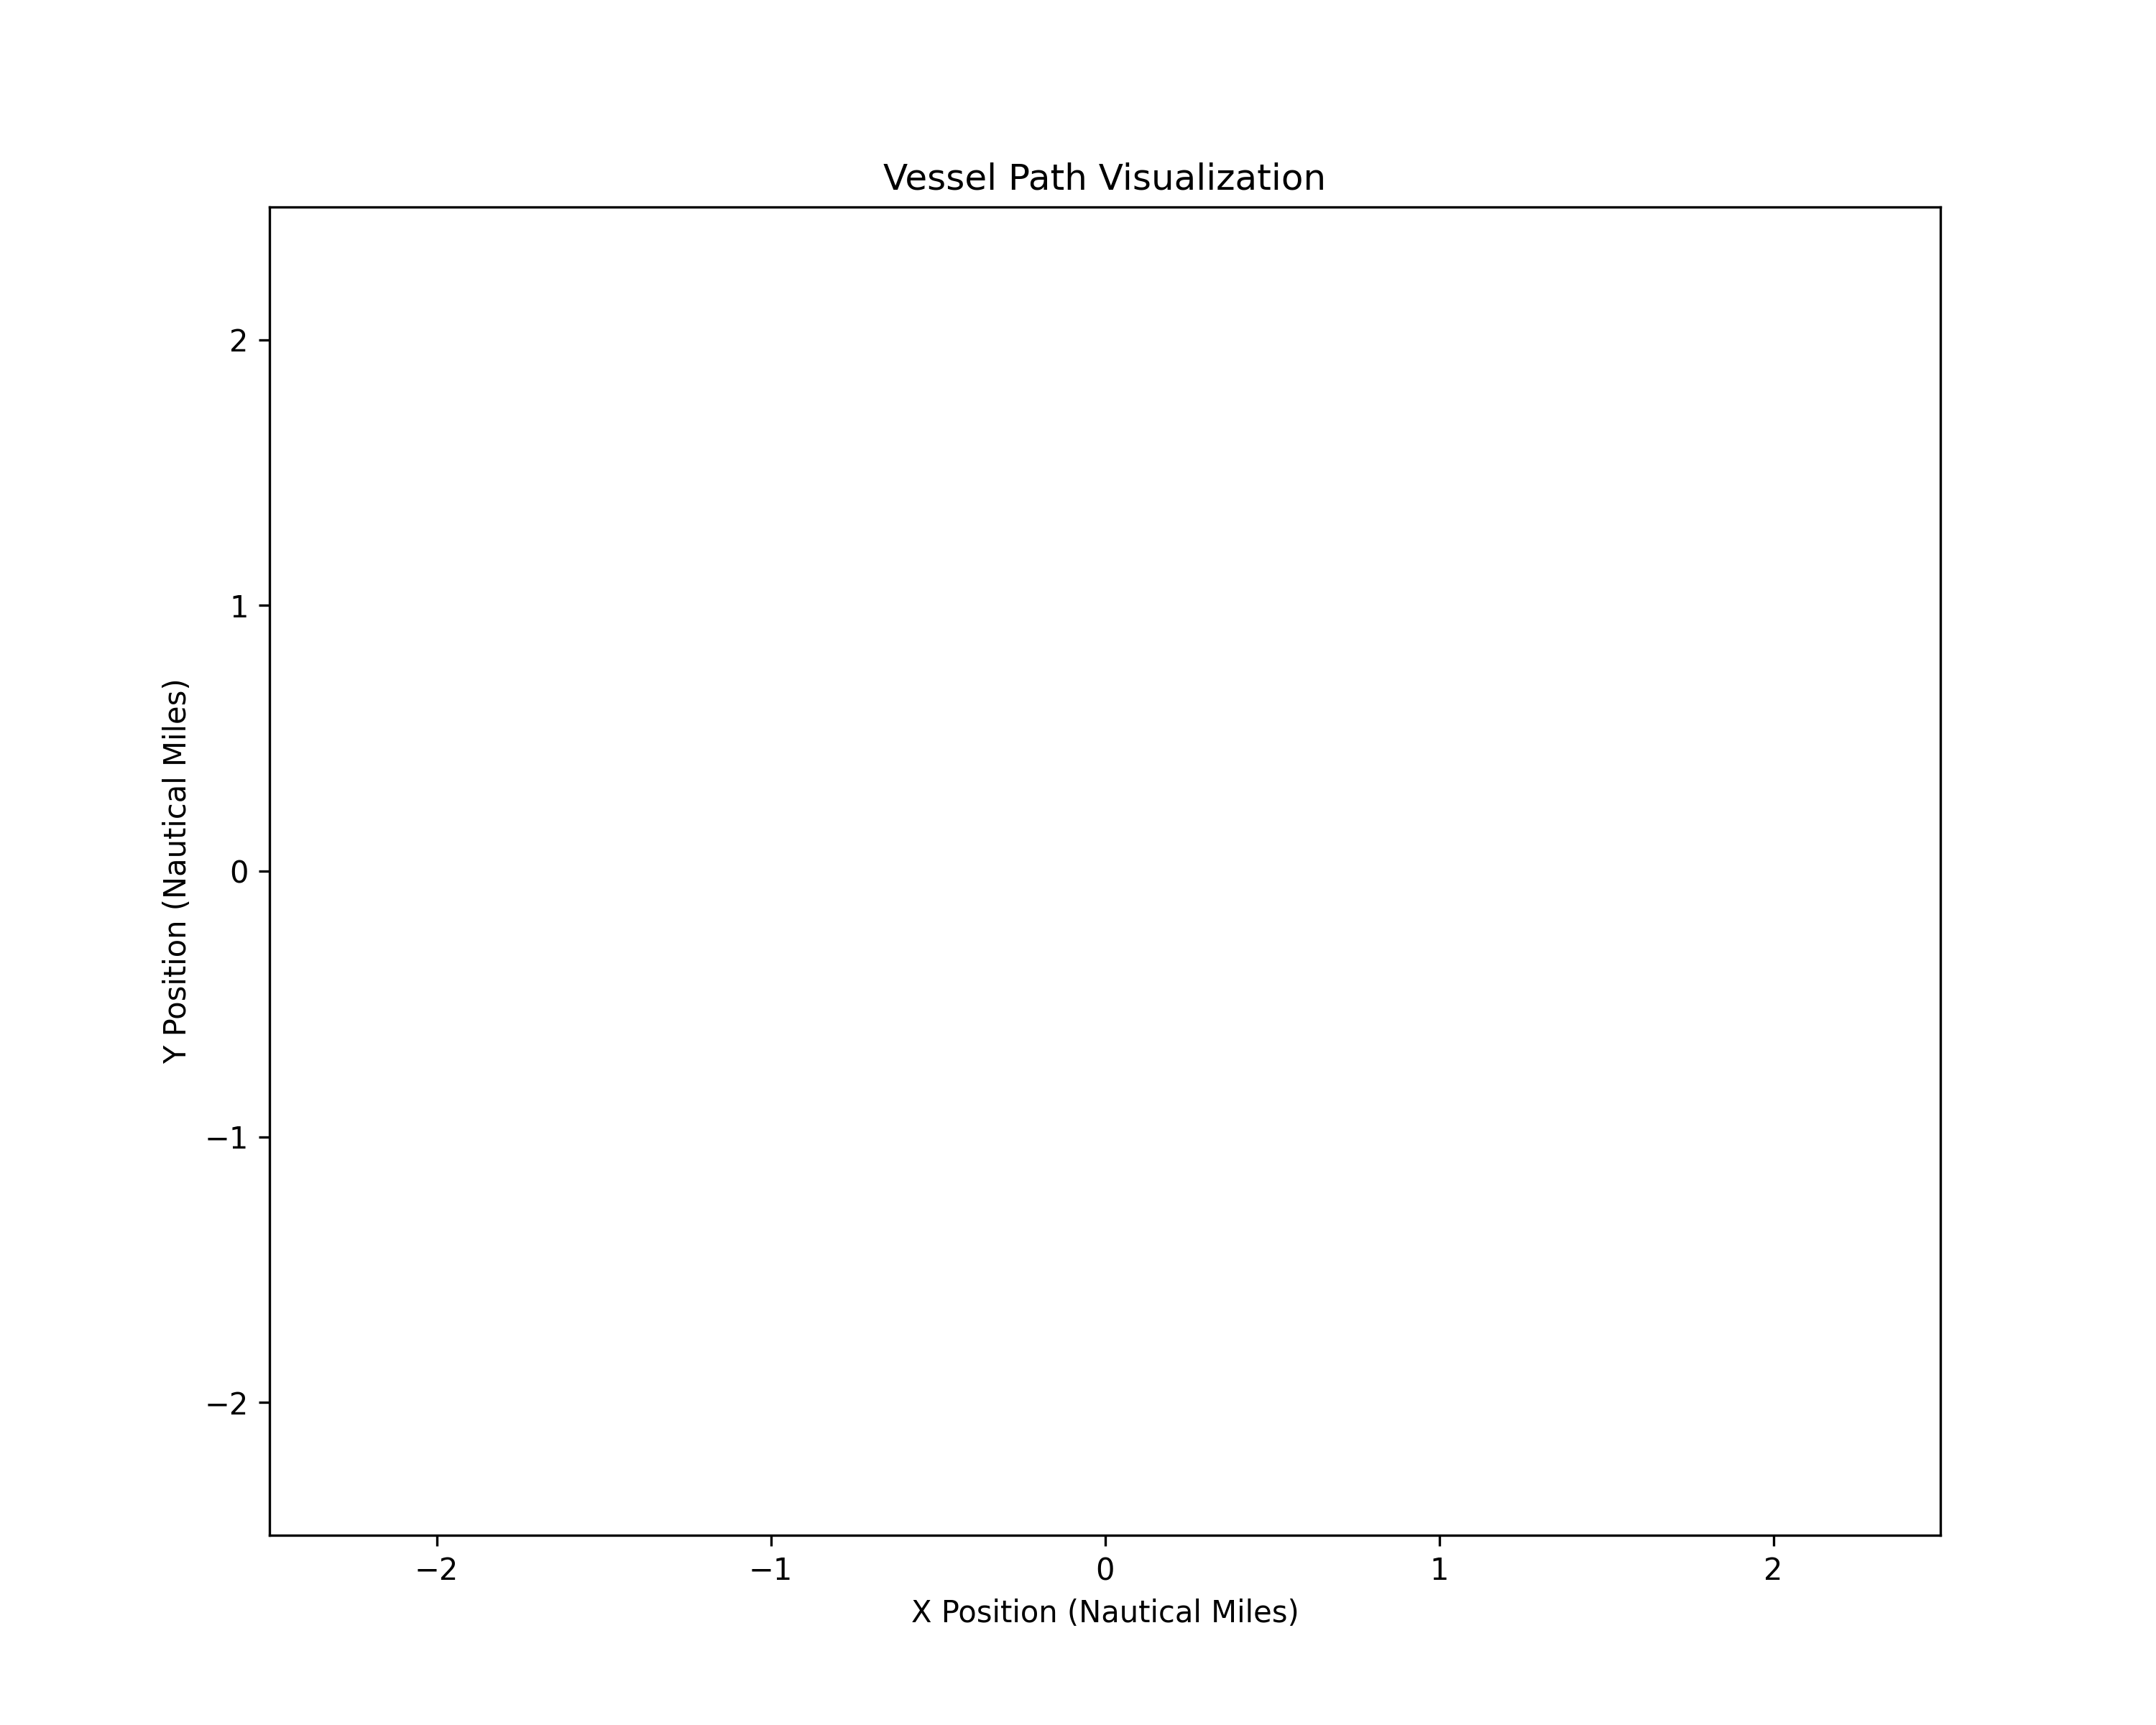 Vessel Path Visualization
Y Position (Nautical Miles)
2
1
0
−1
−2
−2 −1 0 1 2
X Position (Nautical Miles)